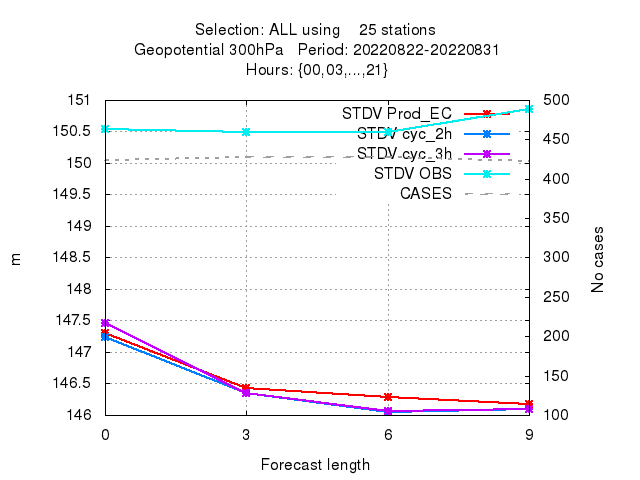 Selection: ALL using 25 stations
Geopotential 300hPa Period: 20220822-20220831
Hours: {00,03,...,21}
151 500
STDV Prod_EC
150.5 450
STDV cyc_2h
STDV cyc_3h
150 400
STDV OBS
CASES
149.5
350
149
148.5 300
m
No cases
148 250
147.5
200
147
146.5 150
146 100
0 3 6 9
Forecast length